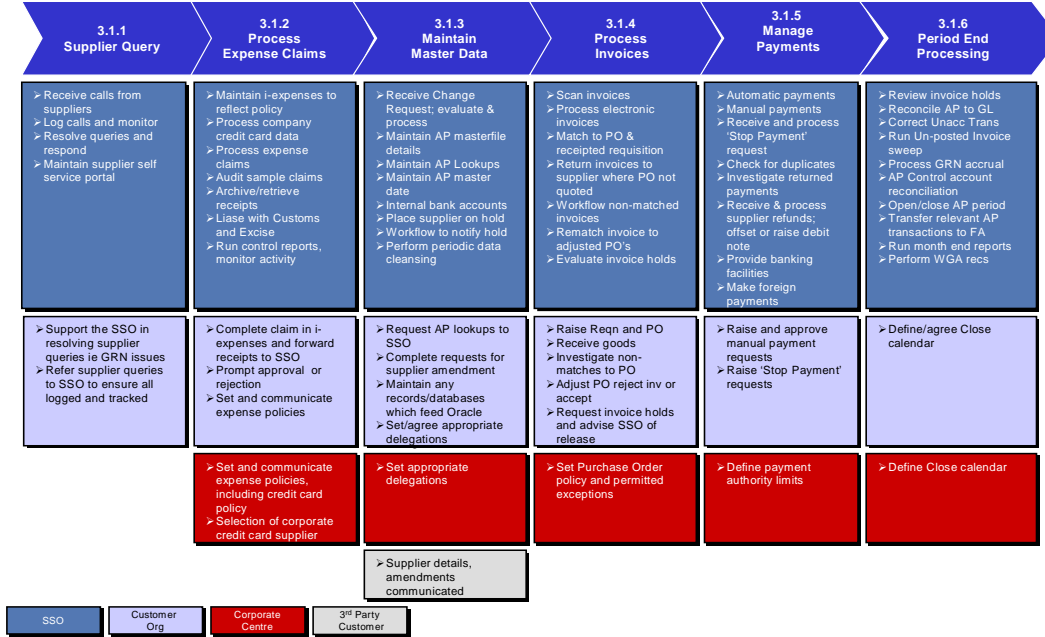 3.1.1
Supplier Query
3.1.2
Process
Expense Claims
3.1.3
Maintain
Master Data
3.1.4
Process
Invoices
3.1.5
Manage
Payments
3.1.6
Period End
Processing
➢Receive calls from
suppliers
➢Log calls and monitor
➢Resolve queries and
respond
➢Maintain supplier self
service portal
➢Maintain i-expenses to
reflect policy
➢Process company
credit card data
➢Process expense
claims
➢Audit sample claims
➢Archive/retrieve
receipts
➢Liase with Customs
and Excise
➢Run control reports,
monitor activity
➢Receive Change
Request; evaluate &
process
➢Maintain AP masterfile
details
➢Maintain AP Lookups
➢Maintain AP master
date
➢Internal bank accounts
➢Place supplier on hold
➢Workflow to notify hold
➢Perform periodic data
cleansing
➢Scan invoices
➢Process electronic
invoices
➢Match to PO &
receipted requisition
➢Return invoices to
supplier where PO not
quoted
➢Workflow non-matched
invoices
➢Rematch invoice to
adjusted PO's
➢Evaluate invoice holds
➢Automatic payments
➢Manual payments
➢Receive and process
'Stop Payment'
request
➢Check for duplicates
➢Investigate returned
payments
➢Receive & process
supplier refunds;
offset or raise debit
note
➢Provide banking
facilities
➢Make foreign
payments
➢Review invoice holds
➢Reconcile AP to GL
➢Correct Unacc Trans
➢Run Un-posted Invoice
sweep
➢Process GRN accrual
➢AP Control account
reconciliation
➢Open/close AP period
➢Transfer relevant AP
transactions to FA
➢Run month end reports
➢Perform WGA recs
➢Support the SSO in
resolving supplier
queries ie GRN issues
➢Refer supplier queries
to SSO to ensure all
logged and tracked
➢Complete claim in i-
expenses and forward
receipts to SSO
➢Prompt approval or
rejection
➢Set and communicate
expense policies
➢Request AP lookups to
SSO
➢Complete requests for
supplier amendment
➢Maintain any
records/databases
which feed Oracle
➢Set/agree appropriate
delegations
➢Raise Reqn and PO
➢Receive goods
➢Investigate non-
matches to PO
➢Adjust PO reject inv or
accept
➢Request invoice holds
and advise SSO of
release
➢Raise and approve
manual payment
requests
➢Raise 'Stop Payment'
requests
➢Define/agree Close
calendar
➢Set and communicate
expense policies,
including credit card
policy
➢Selection of corporate
credit card supplier
➢Set appropriate
delegations
➢Set Purchase Order
policy and permitted
exceptions
➢Define payment
authority limits
➢Define Close calendar
➢Supplier details,
amendments
communicated
SSO
Customer
Org
Corporate
Centre
3rd Party
Customer